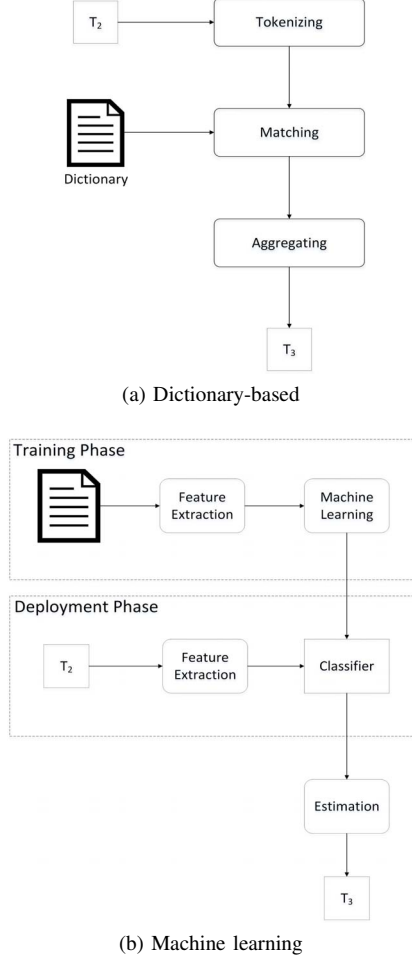 T₂
Tokenizing
Dictionary
Matching
Aggregating
T₃
(a) Dictionary-based
Training Phase
Feature
Extraction
Machine
Learning
Deployment Phase
T₂
Feature
Extraction
Classifier
Estimation
T₃
(b) Machine learning